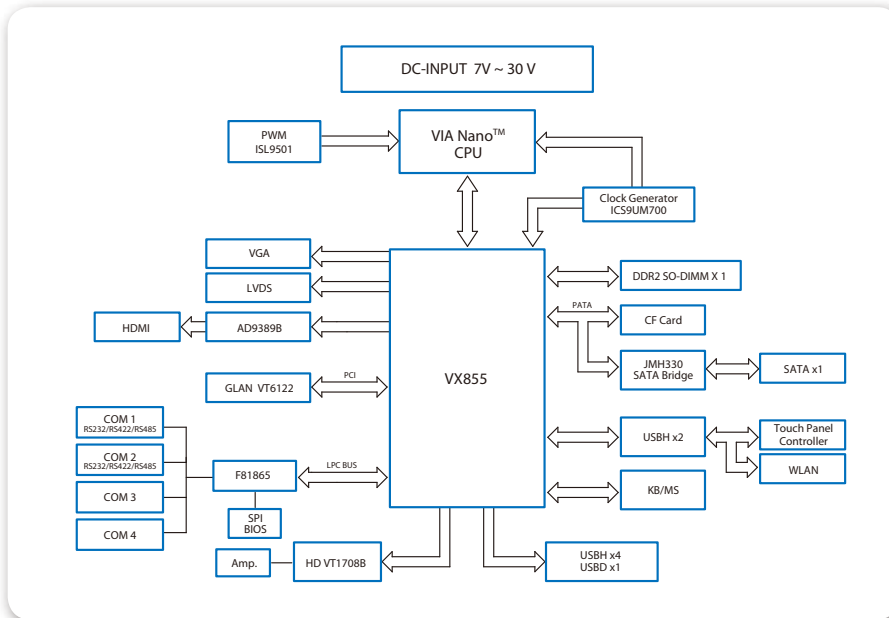 DC-INPUT 7V ~ 30 V
PWM
ISL9501
VIA Nano™
CPU
Clock Generator
ICS9UM700
VGA
LVDS
HDMI
AD9389B
GLAN VT6122
PCI
COM 1
RS232/RS422/RS485
COM 2
RS232/RS422/RS485
COM 3
COM 4
F81865
LPC BUS
SPI
BIOS
Amp.
HD VT1708B
VX855
DDR2 SO-DIMM X 1
PATA
CF Card
JMH330
SATA Bridge
SATA x1
USBH x2
Touch Panel
Controller
WLAN
KB/MS
USBH x4
USBD x1